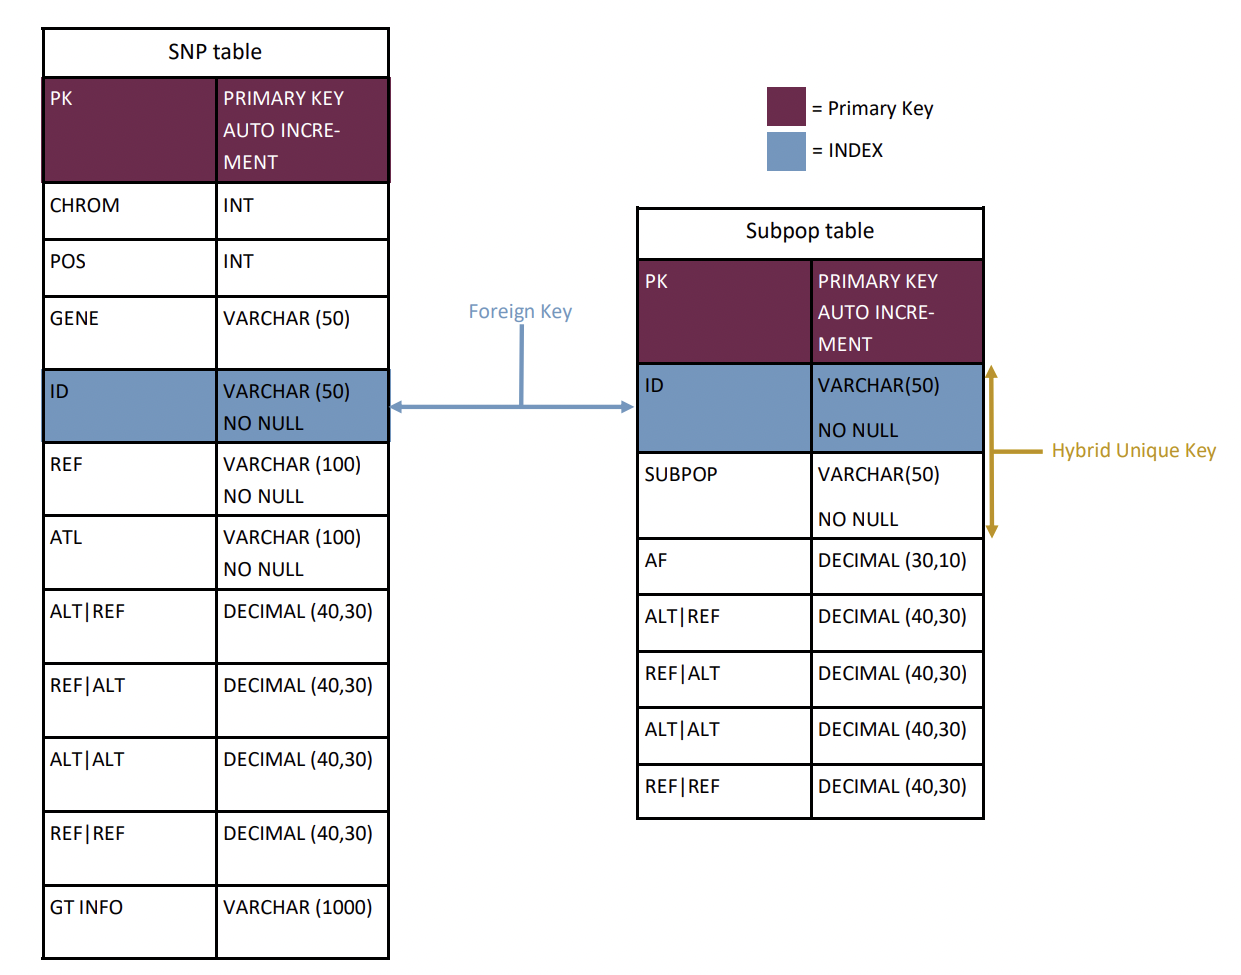 SNP table
PK PRIMARY KEY
AUTO INCRE-
MENT
CHROM INT
POS INT
GENE VARCHAR (50)
ID VARCHAR (50)
NO NULL
REF VARCHAR (100)
NO NULL
ATL VARCHAR (100)
NO NULL
ALT|REF DECIMAL (40,30)
REF|ALT DECIMAL (40,30)
ALT|ALT DECIMAL (40,30)
REF|REF DECIMAL (40,30)
GT INFO VARCHAR (1000)
Foreign Key
= Primary Key
= INDEX
Subpop table
PK PRIMARY KEY
AUTO INCRE-
MENT
ID VARCHAR(50)
NO NULL
SUBPOP VARCHAR(50)
NO NULL
AF DECIMAL (30,10)
ALT|REF DECIMAL (40,30)
REF|ALT DECIMAL (40,30)
ALT|ALT DECIMAL (40,30)
REF|REF DECIMAL (40,30)
Hybrid Unique Key